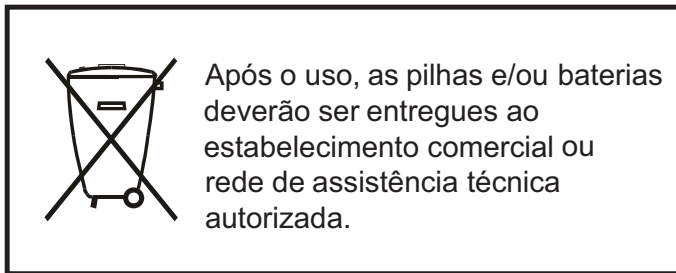 Após o uso, as pilhas e/ou baterias
deverão ser entregues ao
estabelecimento comercial ou
rede de assistência técnica
autorizada.